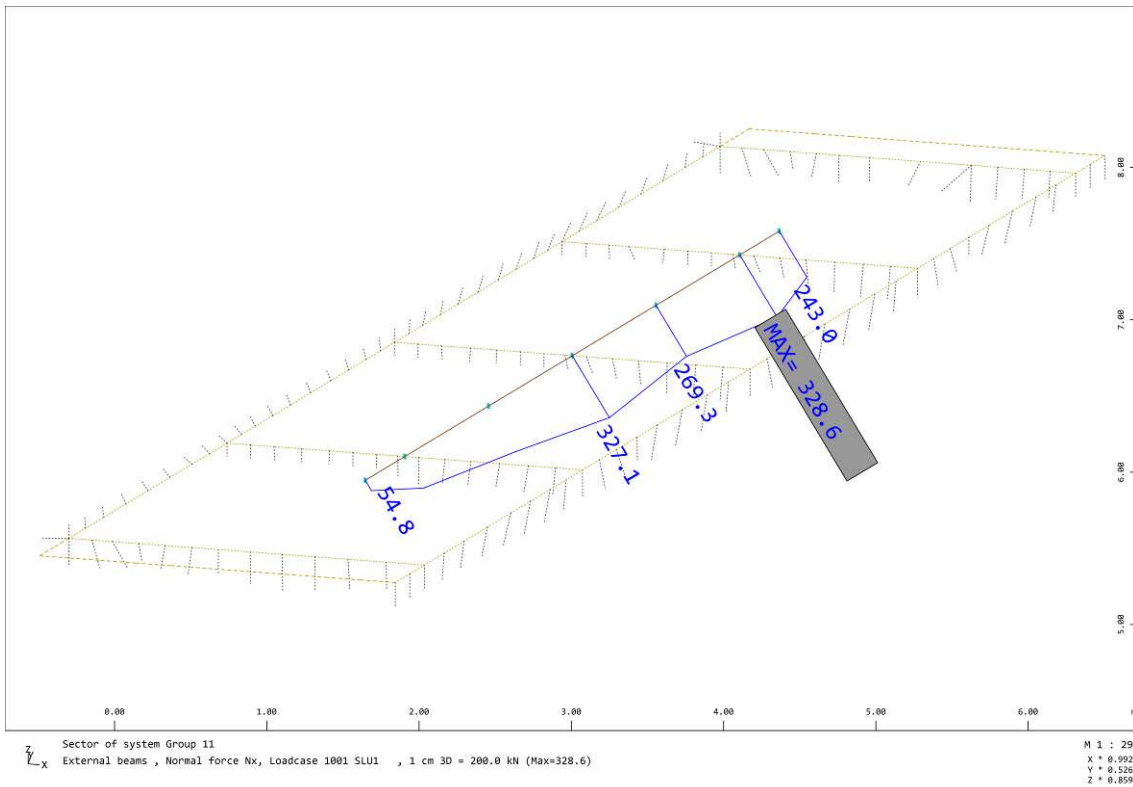 8.00
7.00
6.00
5.00
243.0
MAX= 328.6
269.3
327.1
54.8
0.00 1.00 2.00 3.00 4.00 5.00 6.00
Sector of system Group 11 M 1 : 29
Z Y X External beams , Normal force Nx, Loadcase 1001 SLU1 , 1 cm 3D = 200.0 kN (Max=328.6)
X * 0.992
Y * 0.526
Z * 0.859